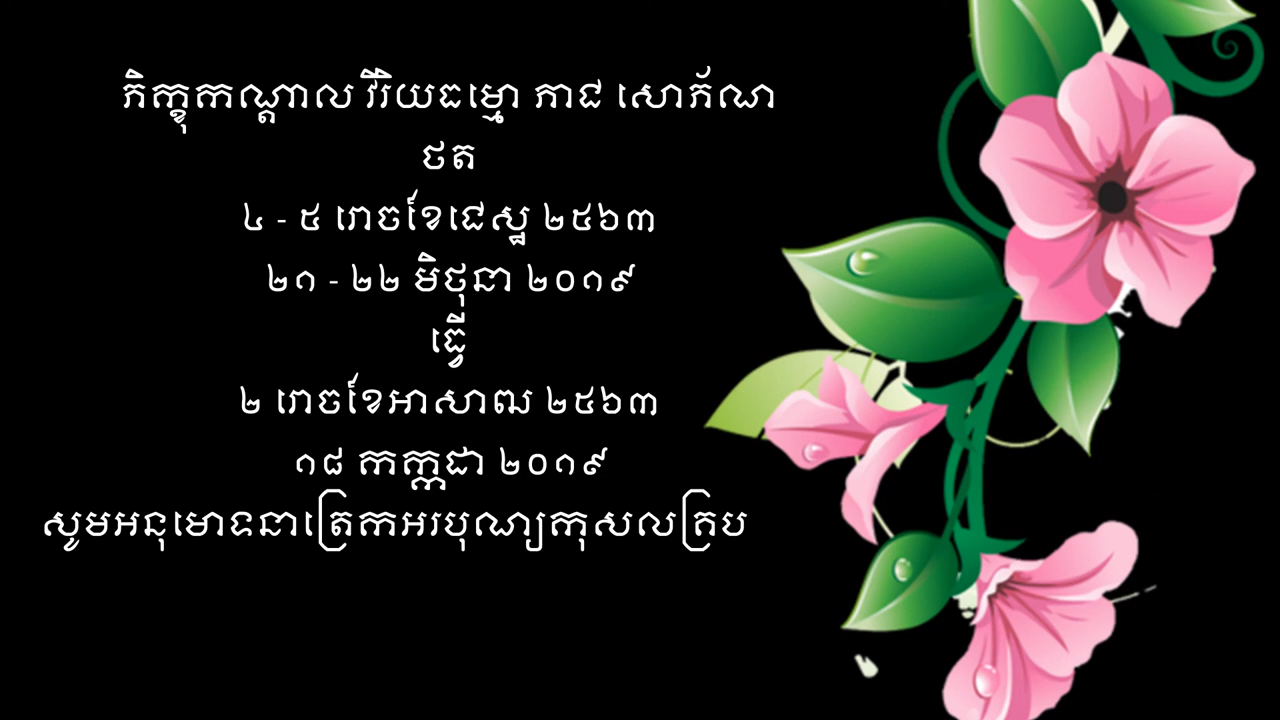 ភិក្ខុកណ្ដាល វីរិយធម្មោ ភាជ សោភ័ណ
ថត
៤ - ៥ រោចខែជេស្ឋ ២៥៦៣
២១ - ២២ មិថុនា ២០១៩
ធ្វើ
២ រោចខែអាសាឍ ២៥៦៣
១៨ កក្កដា ២០១៩
សូមអនុមោទនាត្រេកអរបុណ្យកុសលគ្រប